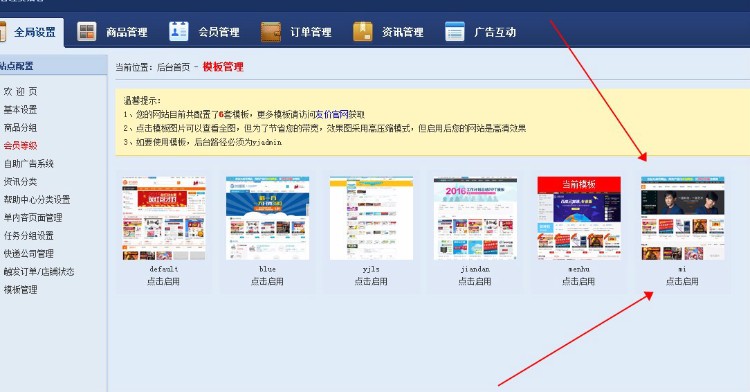 全局设置
商品管理
会员管理
订单管理
资讯管理
广告互动
站点配置
当前位置：后台首页 - 模板管理
欢 迎 页
基本设置
商品分组
会员等级
自助广告系统
资讯分类
帮助中心分类设置
单内容页面管理
任务分组设置
快递公司管理
触发订单/店铺状态
模板管理
温馨提示：
1、您的网站目前共配置了6套模板，更多模板请访问友价官网获取
2、点击模板图片可以查看全图，但为了节省您的带宽，效果图采用高压缩模式，但启用后您的网站是高清效果
3、如要使用模板，后台路径必须为yjadmin
2016
当前模板
default
点击启用
blue
点击启用
yjls
点击启用
jiandan
点击启用
menhu
点击启用
mi
点击启用